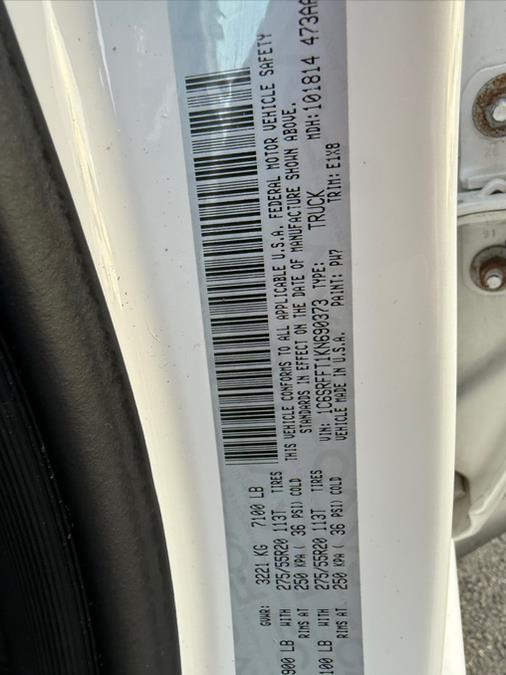 GVWR: 3221 KG 7100 LB
900 LB WITH 275/55R20 113T TIRES
RIMS AT 250 KPA ( 36 PSI) COLD
100 LB WITH 275/55R20 113T TIRES
RIMS AT 250 KPA ( 36 PSI) COLD
THIS VEHICLE CONFORMS TO ALL APPLICABLE U.S.A. FEDERAL MOTOR VEHICLE SAFETY
STANDARDS IN EFFECT ON THE DATE OF MANUFACTURE SHOWN ABOVE.
VIN: 1C6SRFFT1KN690373 TYPE: TRUCK MDH:101814 473AA
VEHICLE MADE IN U.S.A. PAINT: PW7 TRIM: E1X8
91